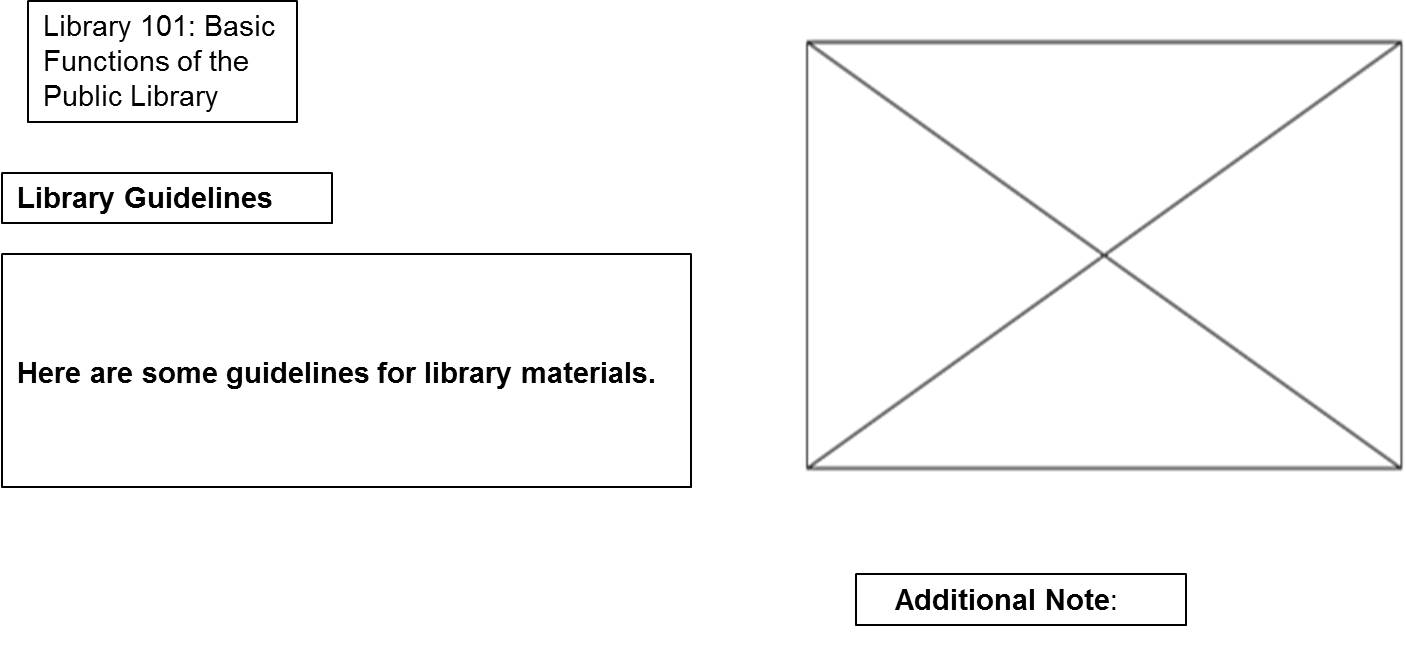 Library 101: Basic
Functions of the
Public Library
Library Guidelines
Here are some guidelines for library materials.
Additional Note: